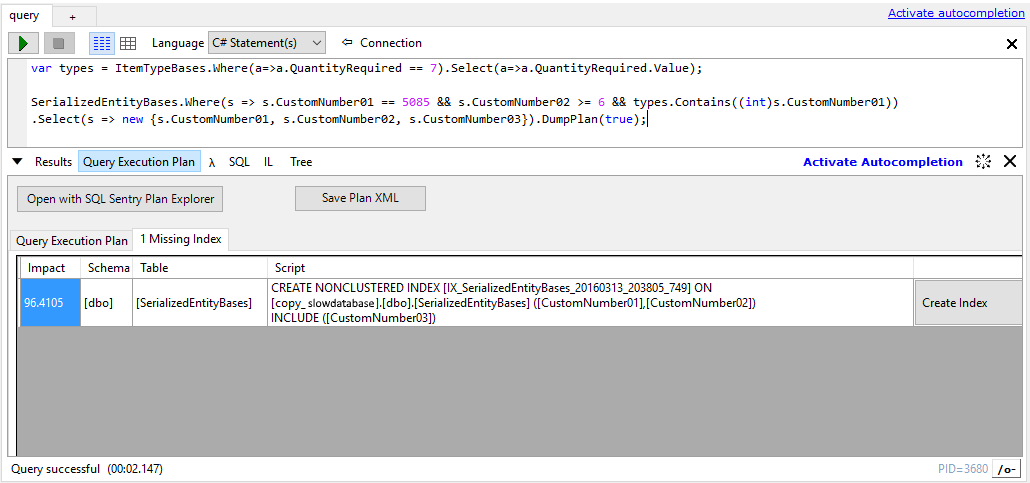 query
+
Activate autocompletion
Language C# Statement(s) Connection
var types = ItemTypeBases.Where(a=>a.QuantityRequired == 7).Select(a=>a.QuantityRequired.Value);
SerializedEntityBases.Where(s => s.CustomNumber01 == 5085 && s.CustomNumber02 >= 6 && types.Contains((int)s.CustomNumber01))
.Select(s => new {s.CustomNumber01, s.CustomNumber02, s.CustomNumber03}).DumpPlan(true);
Results Query Execution Plan λ SQL IL Tree Activate Autocompletion
Open with SQL Sentry Plan Explorer Save Plan XML
Query Execution Plan 1 Missing Index
Impact Schema Table Script
96.4105 [dbo] [SerializedEntityBases] CREATE NONCLUSTERED INDEX [IX_SerializedEntityBases_20160313_203805_749] ON
[copy_slowdatabase].[dbo].[SerializedEntityBases] ([CustomNumber01],[CustomNumber02])
INCLUDE ([CustomNumber03])
Create Index
Query successful (00:02.147) PID=3680 /o-